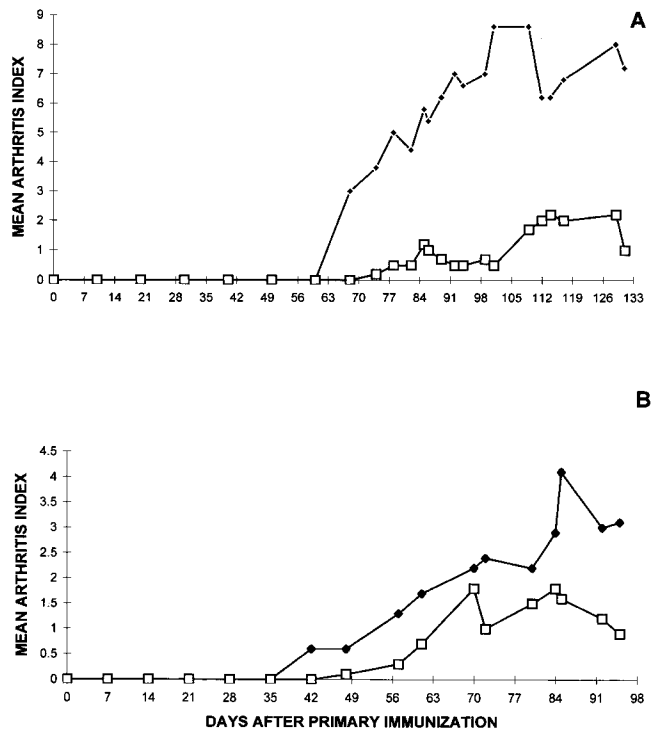 A
MEAN ARTHRITIS INDEX
9
8
7
6
5
4
3
2
1
0
0 7 14 21 28 35 42 49 56 63 70 77 84 91 98 105 112 119 126 133
B
MEAN ARTHRITIS INDEX
4.5
4
3.5
3
2.5
2
1.5
1
0.5
0
0 7 14 21 28 35 42 49 56 63 70 77 84 91 98
DAYS AFTER PRIMARY IMMUNIZATION